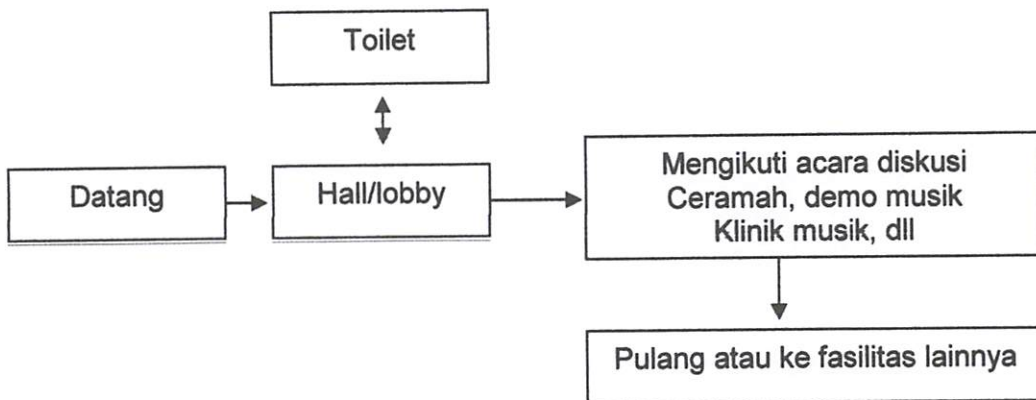 Toilet
Datang
Hall/lobby
Mengikuti acara diskusi
Ceramah, demo musik
Klinik musik, dll
Pulang atau ke fasilitas lainnya